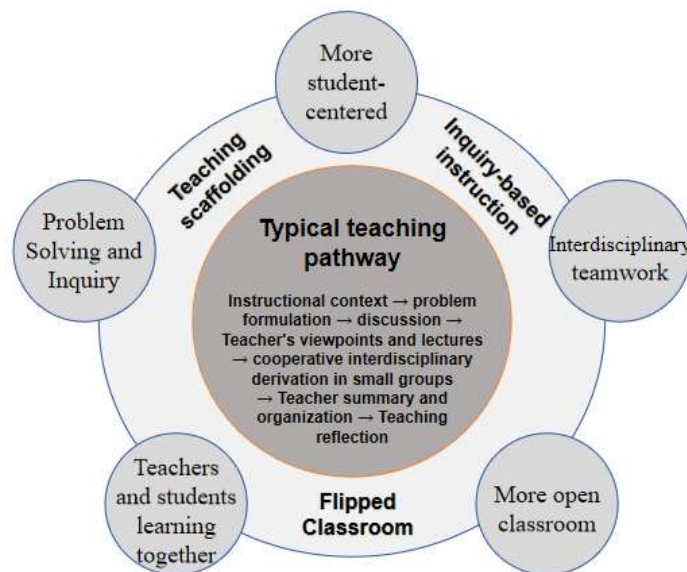 More
student-
centered
Teaching
scaffolding
Inquiry-based
instruction
Problem
Solving and
Inquiry
Interdisciplinary
teamwork
Typical teaching
pathway
Instructional context → problem
formulation → discussion →
Teacher's viewpoints and lectures
→ cooperative interdisciplinary
derivation in small groups
→ Teacher summary and
organization → Teaching
reflection
Teachers
and students
learning
together
Flipped
Classroom
More open
classroom